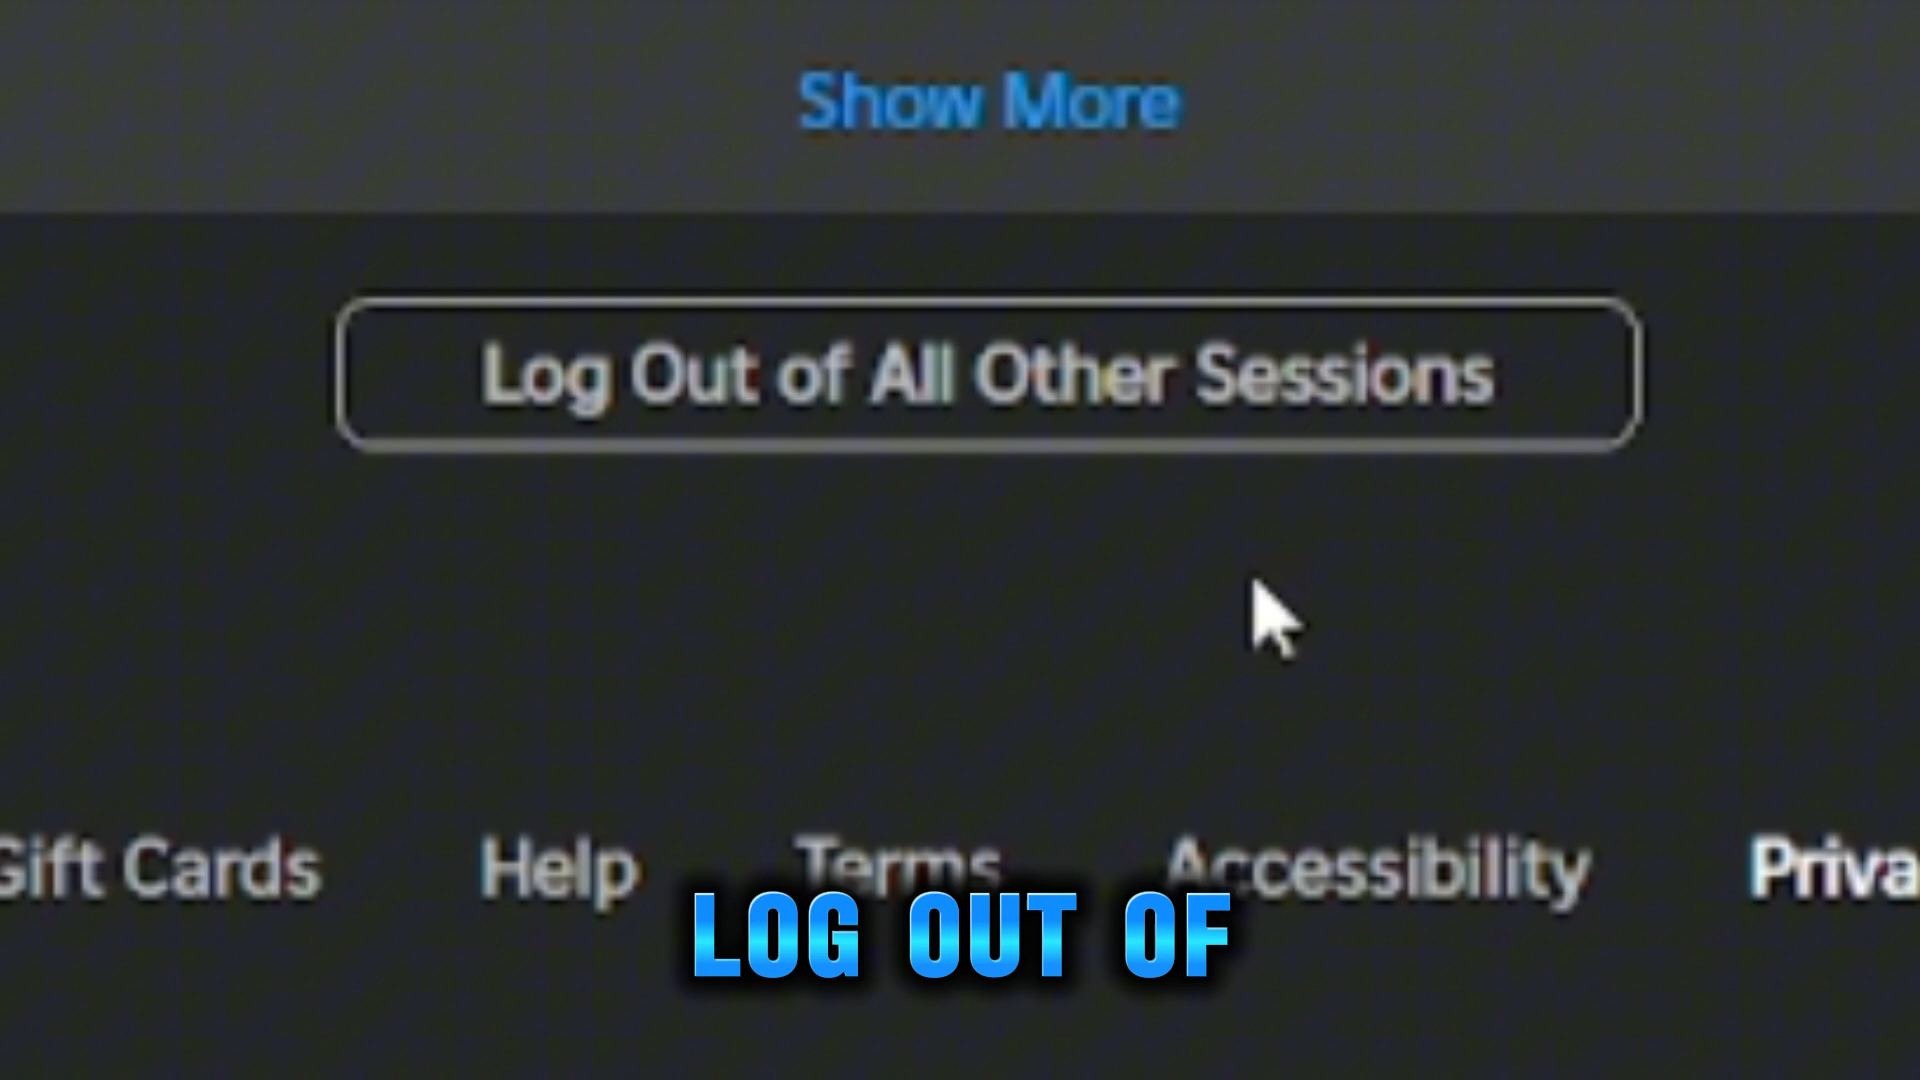 Show More
Log Out of All Other Sessions
Gift Cards Help Terms Accessibility Priva
LOG OUT OF